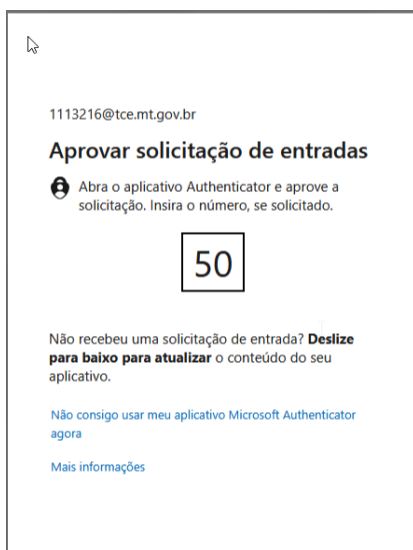 1113216@tce.mt.gov.br
Aprovar solicitação de entradas
Abra o aplicativo Authenticator e aprove a
solicitação. Insira o número, se solicitado.
50
Não recebeu uma solicitação de entrada? Deslize
para baixo para atualizar o conteúdo do seu
aplicativo.
Não consigo usar meu aplicativo Microsoft Authenticator
agora
Mais informações